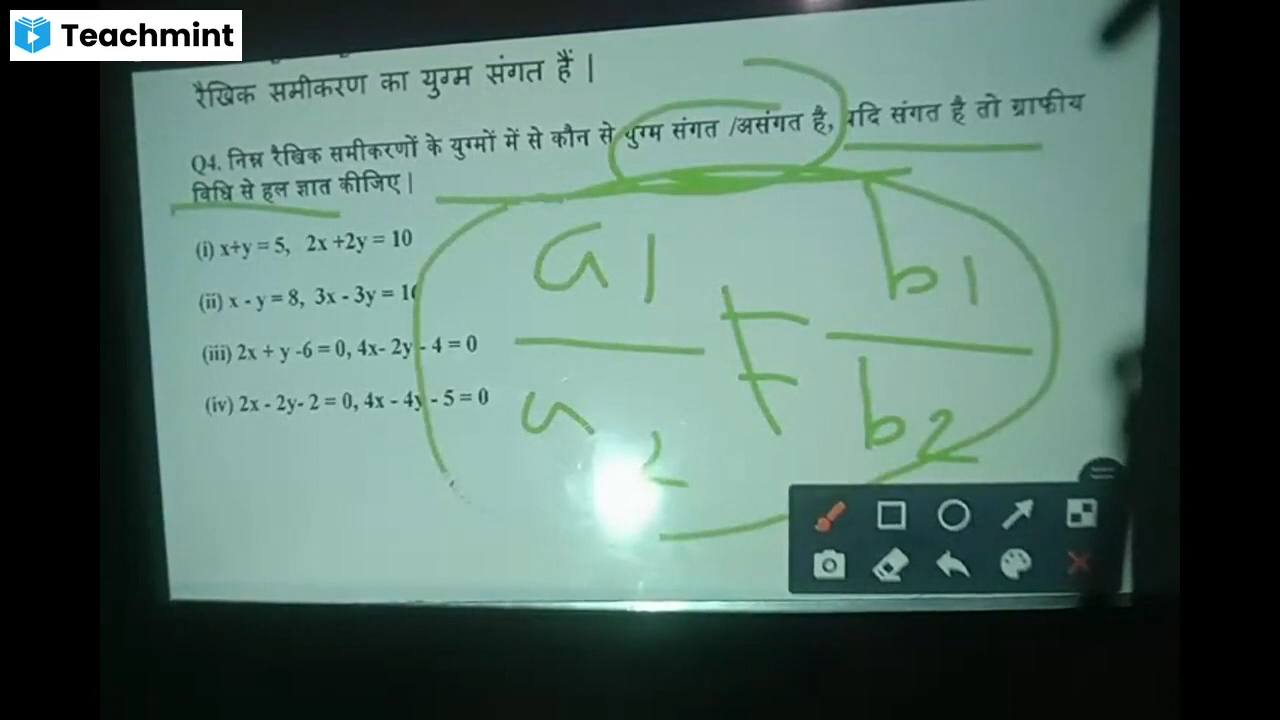 Teachmint
रैखिक समीकरण का युग्म संगत हैं |
Q4. निम्न रैखिक समीकरणों के युग्मों में से कौन से युग्म संगत /असंगत है, यदि संगत है तो ग्राफीय
विधि से हल ज्ञात कीजिए |
(i) x+y = 5, 2x +2y = 10
(ii) x - y = 8, 3x - 3y = 16
(iii) 2x + y -6 = 0, 4x- 2y - 4 = 0
(iv) 2x - 2y- 2 = 0, 4x - 4y - 5 = 0
a1 ≠ b1
a2 b2